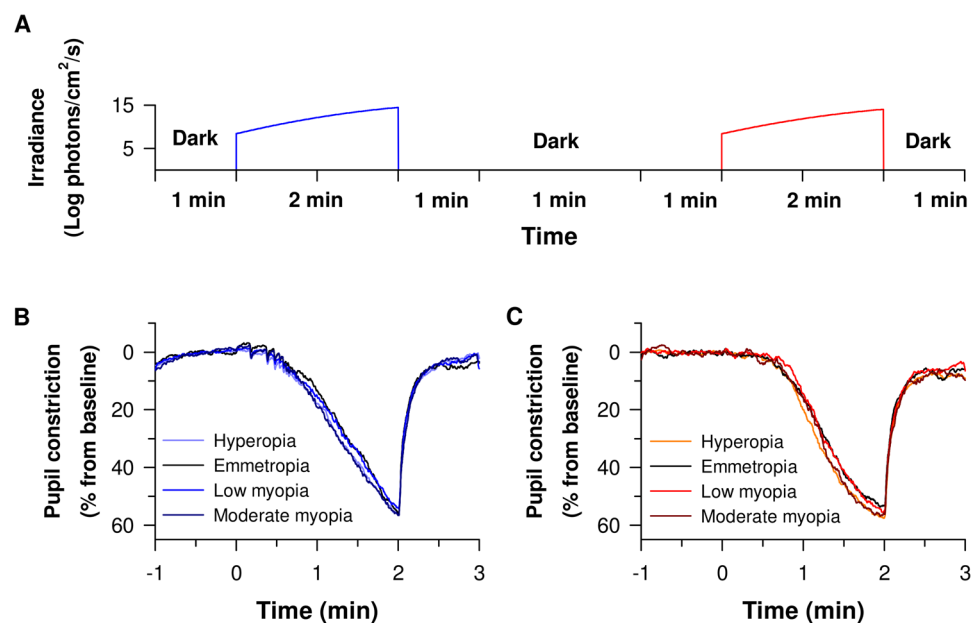 A
Irradiance
(Log photons/cm²/s)
15
5
Dark
Dark
Dark
1 min
2 min
1 min
1 min
1 min
2 min
1 min
Time
B
Pupil constriction
(% from baseline)
0
20
40
60
Hyperopia
Emmetropia
Low myopia
Moderate myopia
-1
0
1
2
3
Time (min)
C
Pupil constriction
(% from bastriction
0
20
40
60
Hyperopia
Emmetropia
Low myopia
Moderate myopia
-1
0
1
2
3
Time (min)